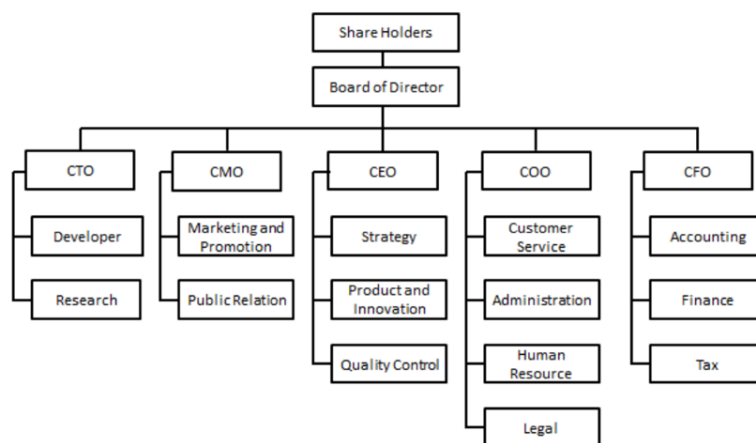 Share Holders
Board of Director
CTO
CMO
CEO
COO
CFO
Developer
Marketing and
Promotion
Strategy
Customer
Service
Accounting
Research
Public Relation
Product and
Innovation
Administration
Finance
Quality Control
Human
Resource
Tax
Legal